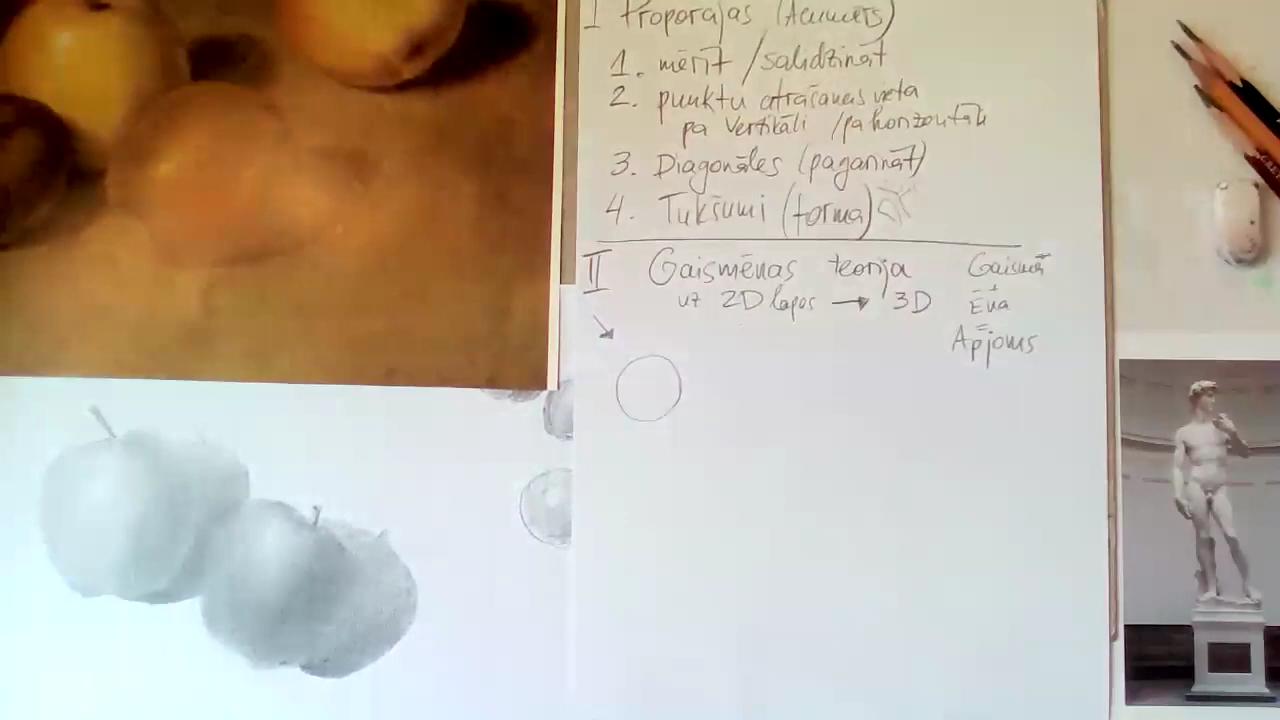 I Proporcijas (Acumērs)
1. mērīt / salīdzināt
2. punktu atrašanās vieta
pa vertikāli / pa horizontāli
3. Diagonāles (pagarināt)
4. Tukšumi (forma)
II Gaismēnas teorija
uz 2D lapas → 3D
Gaisma
+
Ēna
=
Apjoms